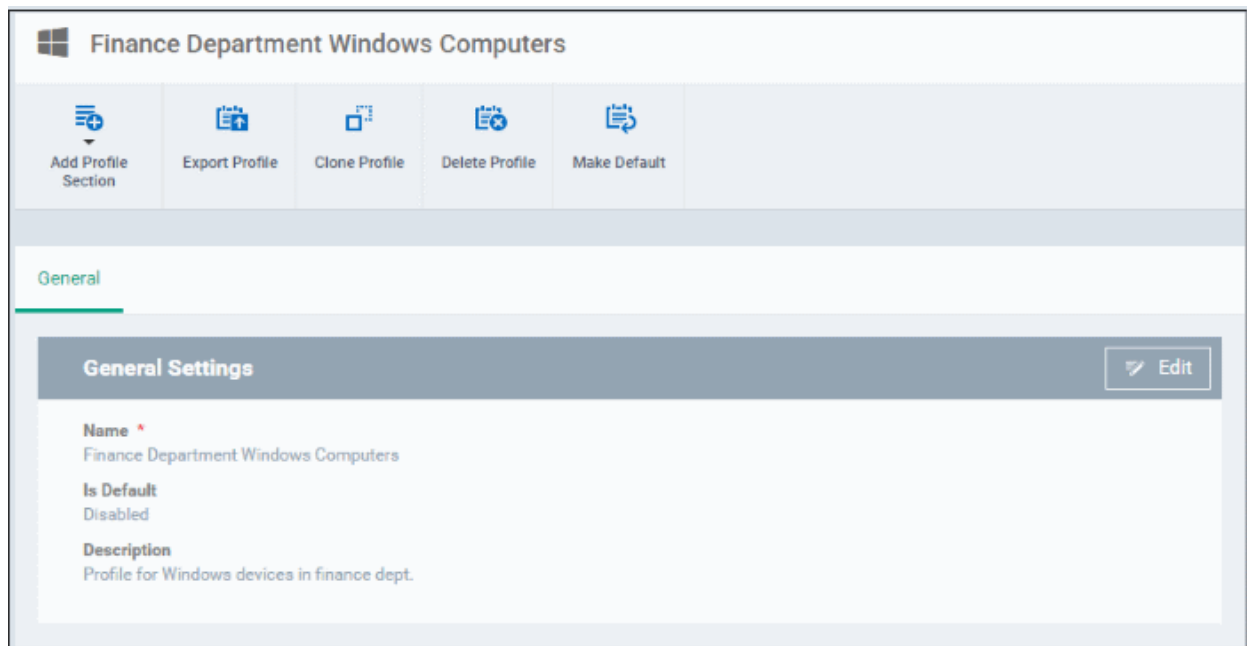 Finance Department Windows Computers
Add Profile
Section
Export Profile
Clone Profile
Delete Profile
Make Default
General
General Settings
Edit
Name *
Finance Department Windows Computers
Is Default
Disabled
Description
Profile for Windows devices in finance dept.